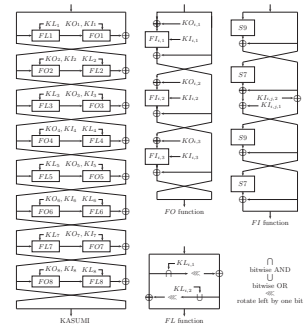 KL₁ KO₁, KI₁
FL1 FO1
KO₂, KI₂ KL₂
FO2 FL2
KL₃ KO₃, KI₃
FL3 FO3
KO₄, KI₄ KL₄
FO4 FL4
KL₅ KO₅, KI₅
FL5 FO5
KO₆, KI₆ KL₆
FO6 FL6
KL₇ KO₇, KI₇
FL7 FO7
KO₈, KI₈ KL₈
FO8 FL8
KASUMI
KOᵢ,₁
FIᵢ,₁ KIᵢ,₁
KOᵢ,₂
FIᵢ,₂ KIᵢ,₂
KOᵢ,₃
FIᵢ,₃ KIᵢ,₃
FO function
S9
S7
KIᵢ,ⱼ,₂
KIᵢ,ⱼ,₁
S9
S7
FI function
KLᵢ,₁
∩ ≪
KLᵢ,₂
≪ ∪
FL function
∩
bitwise AND
∪
bitwise OR
≪
rotate left by one bit